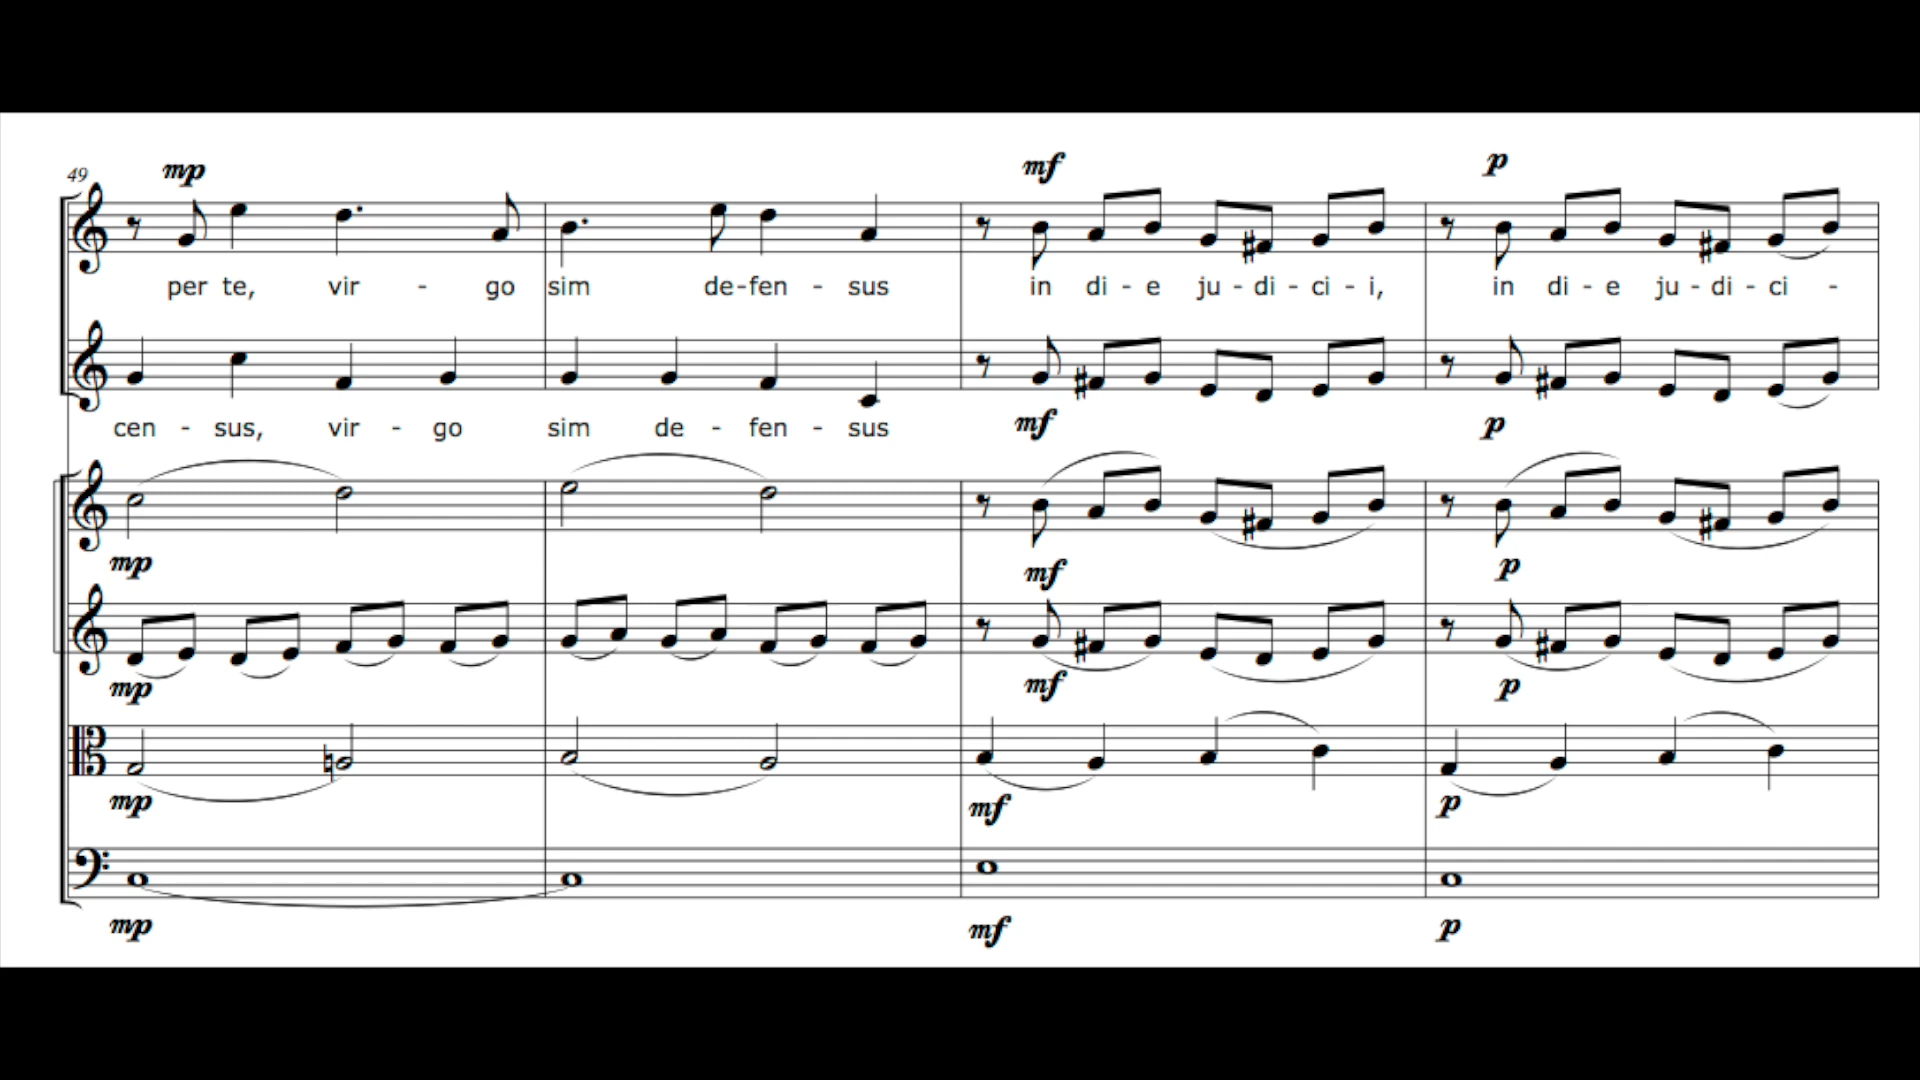 49 mp mf p
per te, vir - go sim de-fen - sus in di - e ju - di - ci - i, in di - e ju - di - ci -
mf p
cen - sus, vir - go sim de - fen - sus
mp mf p
mp mf p
mp mf p
mp mf p